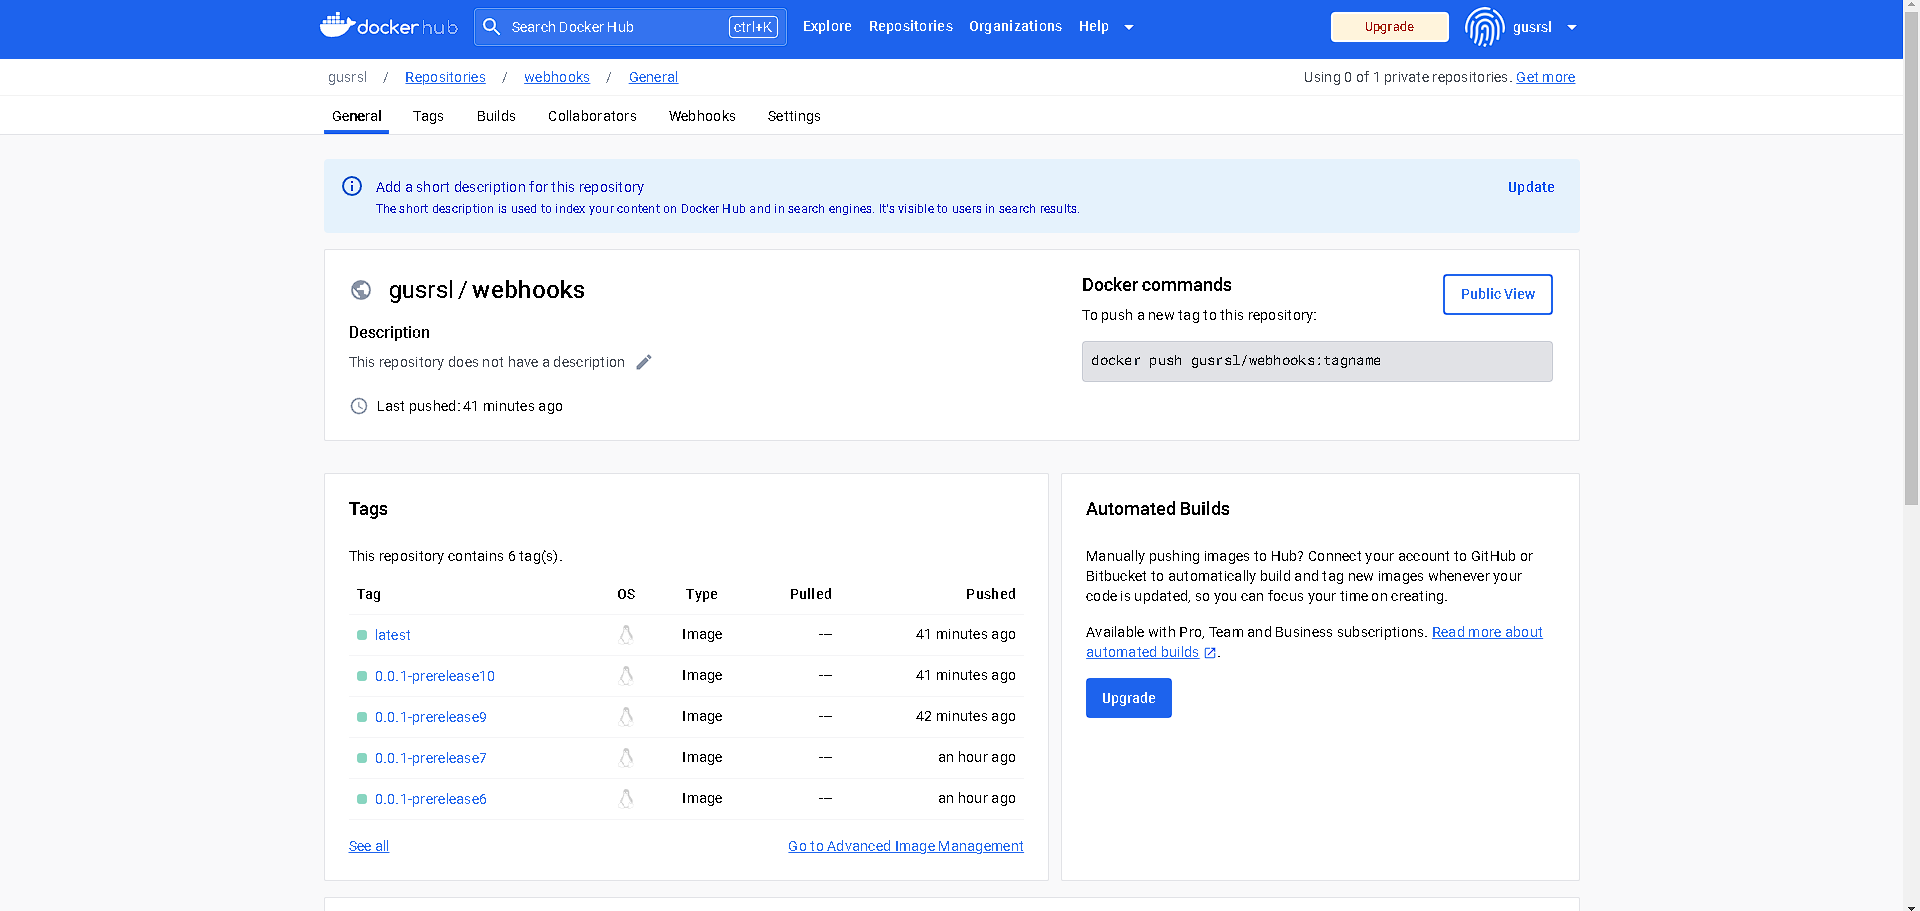 docker hub
Search Docker Hub ctrl+K
Explore Repositories Organizations Help
Upgrade gusrsl
gusrsl / Repositories / webhooks / General
Using 0 of 1 private repositories. Get more
General Tags Builds Collaborators Webhooks Settings
Add a short description for this repository
The short description is used to index your content on Docker Hub and in search engines. It's visible to users in search results.
Update
gusrsl / webhooks
Description
This repository does not have a description
Last pushed: 41 minutes ago
Docker commands
To push a new tag to this repository:
Public View
docker push gusrsl/webhooks:tagname
Tags
This repository contains 6 tag(s).
Tag OS Type Pulled Pushed
latest Image --- 41 minutes ago
0.0.1-prerelease10 Image --- 41 minutes ago
0.0.1-prerelease9 Image --- 42 minutes ago
0.0.1-prerelease7 Image --- an hour ago
0.0.1-prerelease6 Image --- an hour ago
See all Go to Advanced Image Management
Automated Builds
Manually pushing images to Hub? Connect your account to GitHub or
Bitbucket to automatically build and tag new images whenever your
code is updated, so you can focus your time on creating.
Available with Pro, Team and Business subscriptions. Read more about
automated builds .
Upgrade